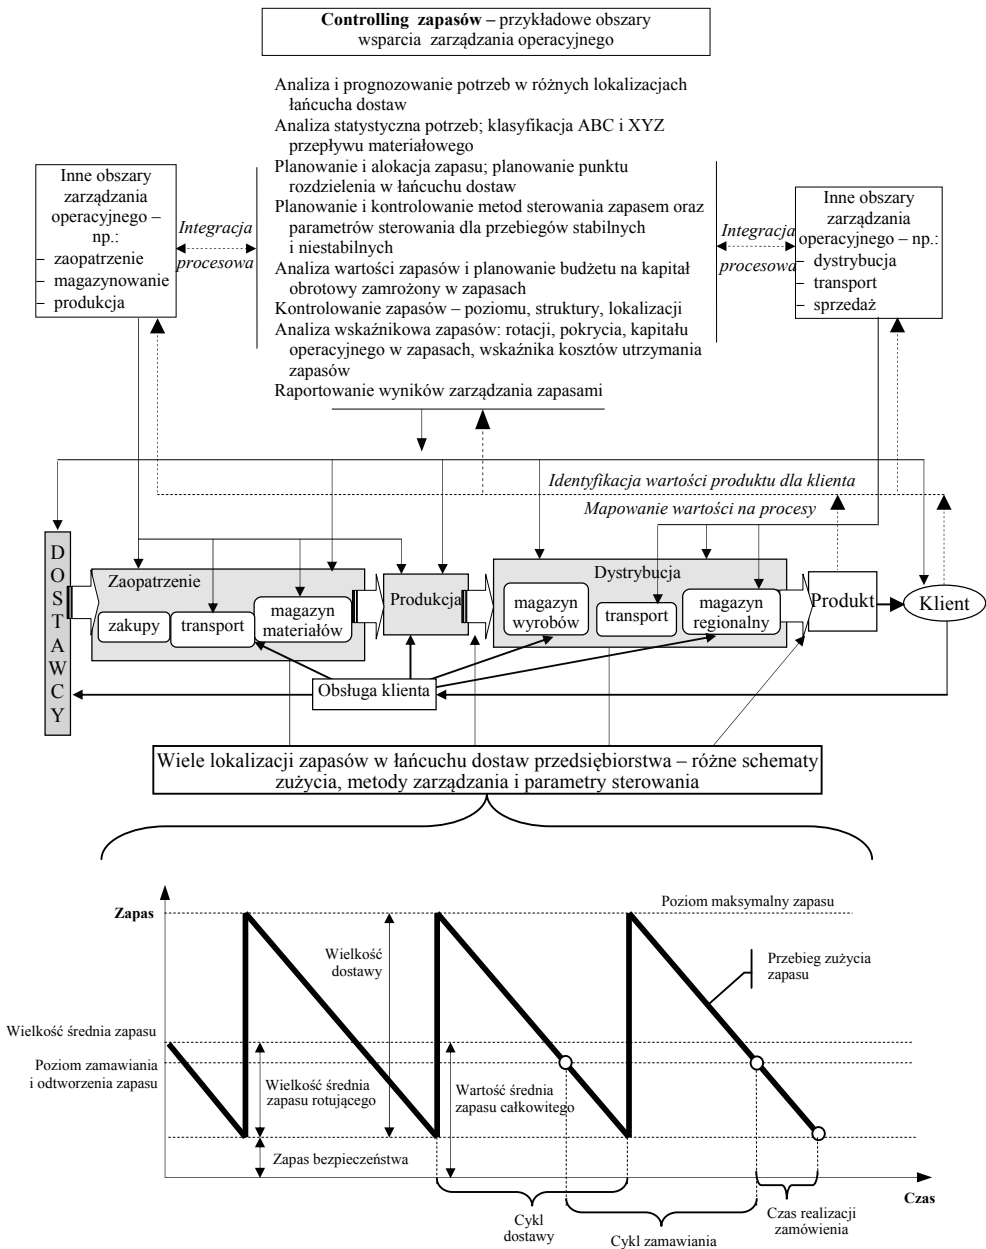 Controlling zapasów – przykładowe obszary
wsparcia zarządzania operacyjnego
Analiza i prognozowanie potrzeb w różnych lokalizacjach
łańcucha dostaw
Analiza statystyczna potrzeb; klasyfikacja ABC i XYZ
przepływu materiałowego
Planowanie i alokacja zapasu; planowanie punktu
rozdzielenia w łańcuchu dostaw
Planowanie i kontrolowanie metod sterowania zapasem oraz
parametrów sterowania dla przebiegów stabilnych
i niestabilnych
Analiza wartości zapasów i planowanie budżetu na kapitał
obrotowy zamrożony w zapasach
Kontrolowanie zapasów – poziomu, struktury, lokalizacji
Analiza wskaźnikowa zapasów: rotacji, pokrycia, kapitału
operacyjnego w zapasach, wskaźnika kosztów utrzymania
zapasów
Raportowanie wyników zarządzania zapasami
Inne obszary
zarządzania
operacyjnego –
np.:
– zaopatrzenie
– magazynowanie
– produkcja
Integracja
procesowa
Integracja
procesowa
Inne obszary
zarządzania
operacyjnego – np.:
– dystrybucja
– transport
– sprzedaż
Identyfikacja wartości produktu dla klienta
Mapowanie wartości na procesy
DOSTAWCY
Zaopatrzenie
zakupy
transport
magazyn
materiałów
Produkcja
Dystrybucja
magazyn
wyrobów
transport
magazyn
regionalny
Produkt
Klient
Obsługa klienta
Wiele lokalizacji zapasów w łańcuchu dostaw przedsiębiorstwa – różne schematy
zużycia, metody zarządzania i parametry sterowania
Zapas
Poziom maksymalny zapasu
Wielkość
dostawy
Przebieg zużycia
zapasu
Wielkość średnia zapasu
Poziom zamawiania
i odtworzenia zapasu
Wielkość średnia
zapasu rotującego
Wartość średnia
zapasu całkowitego
Zapas bezpieczeństwa
Czas
Cykl
dostawy
Cykl zamawiania
Czas realizacji
zamówienia